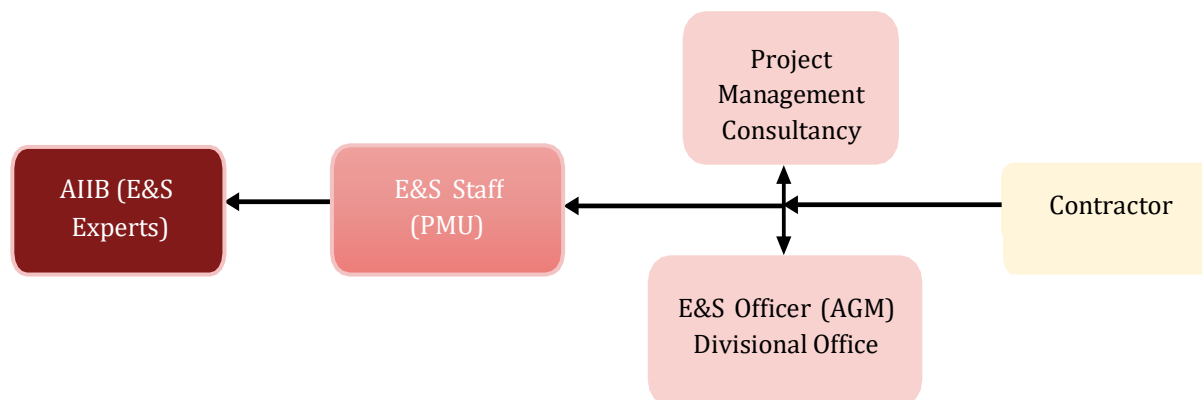 Project
Management
Consultancy
AIIB (E&S
Experts)
E&S Staff
(PMU)
Contractor
E&S Officer (AGM)
Divisional Office